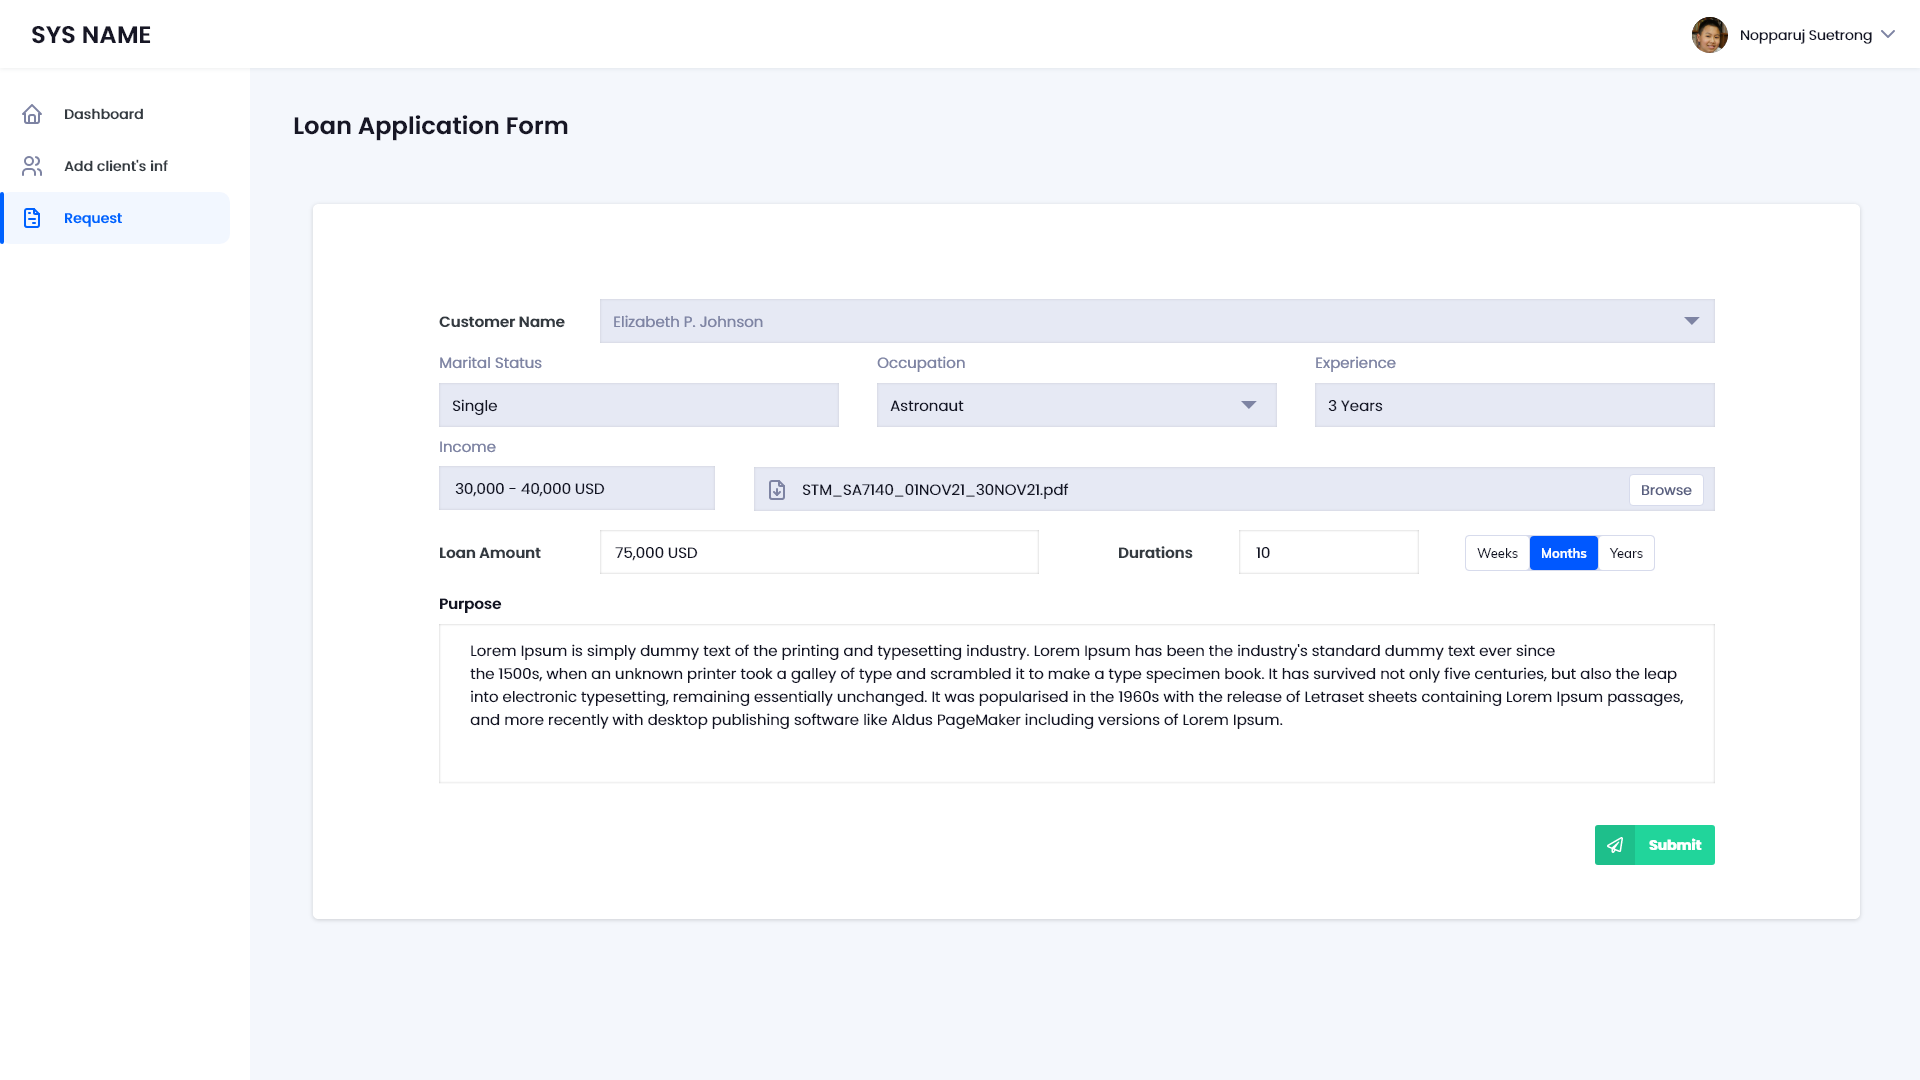 SYS NAME
Nopparuj Suetrong
Dashboard
Add client's inf
Request
Loan Application Form
Customer Name
Elizabeth P. Johnson
Marital Status
Occupation
Experience
Single
Astronaut
3 Years
Income
30,000 - 40,000 USD
STM_SA7140_01NOV21_30NOV21.pdf
Browse
Loan Amount
75,000 USD
Durations
10
Weeks
Months
Years
Purpose
Lorem Ipsum is simply dummy text of the printing and typesetting industry. Lorem Ipsum has been the industry's standard dummy text ever since
the 1500s, when an unknown printer took a galley of type and scrambled it to make a type specimen book. It has survived not only five centuries, but also the leap
into electronic typesetting, remaining essentially unchanged. It was popularised in the 1960s with the release of Letraset sheets containing Lorem Ipsum passages,
and more recently with desktop publishing software like Aldus PageMaker including versions of Lorem Ipsum.
Submit